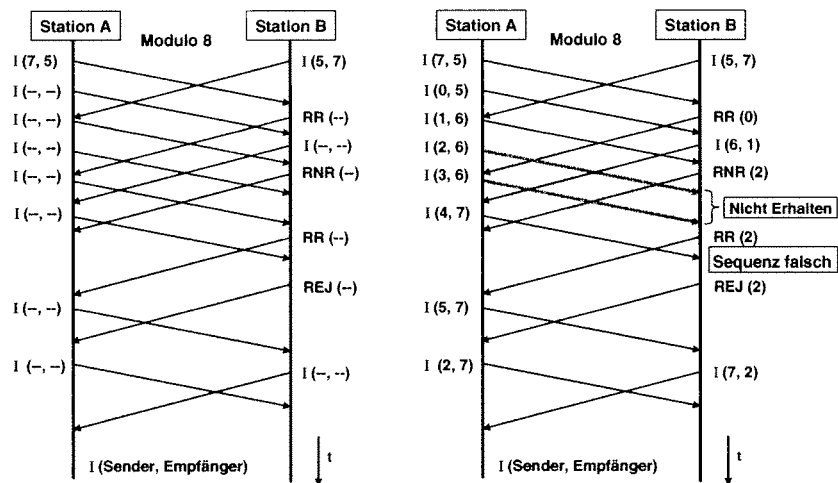 Station A
Modulo 8
Station B
I (7, 5)
I (5, 7)
I (--, --)
I (--, --)
RR (--)
I (--, --)
I (--, --)
I (--, --)
RNR (--)
I (--, --)
RR (--)
REJ (--)
I (--, --)
I (--, --)
I (--, --)
I (Sender, Empfänger)
t
Station A
Modulo 8
Station B
I (7, 5)
I (5, 7)
I (0, 5)
I (1, 6)
RR (0)
I (2, 6)
I (6, 1)
I (3, 6)
RNR (2)
Nicht Erhalten
I (4, 7)
RR (2)
Sequenz falsch
REJ (2)
I (5, 7)
I (2, 7)
I (7, 2)
I (Sender, Empfänger)
t